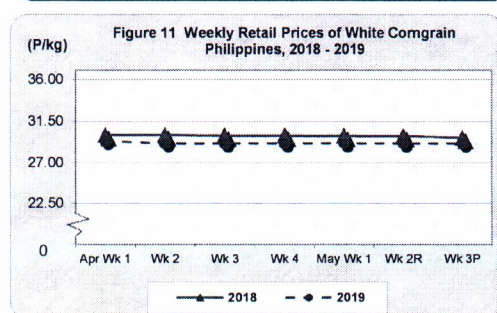 Figure 11 Weekly Retail Prices of White Corngrain
Philippines, 2018 - 2019
(P/kg)
36.00
31.50
27.00
22.50
0
Apr Wk 1 Wk 2 Wk 3 Wk 4 May Wk 1 Wk 2R Wk 3P
2018 2019